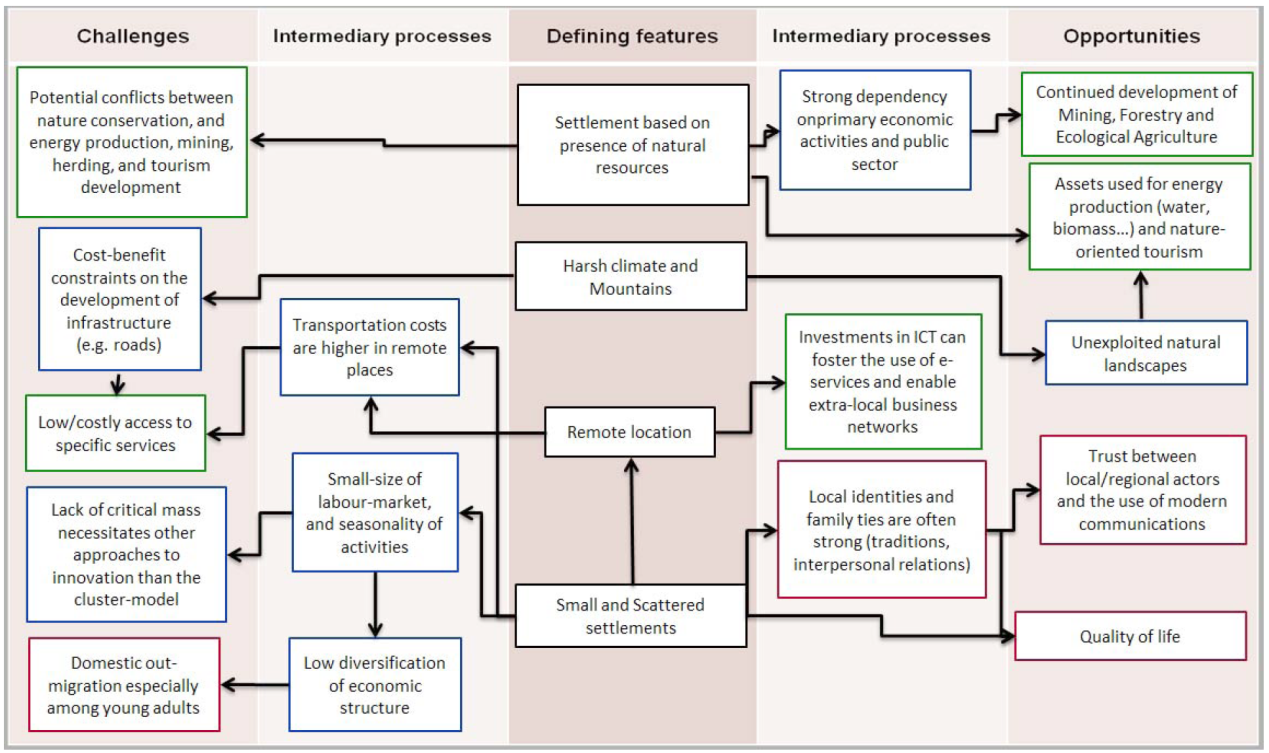 Challenges
Intermediary processes
Defining features
Intermediary processes
Opportunities
Potential conflicts between
nature conservation, and
energy production, mining,
herding, and tourism
development
Cost-benefit
constraints on the
development of
infrastructure
(e.g. roads)
Low/costly access to
specific services
Lack of critical mass
necessitates other
approaches to
innovation than the
cluster-model
Domestic out-
migration especially
among young adults
Transportation costs
are higher in remote
places
Small-size of
labour-market,
and seasonality of
activities
Low diversification
of economic
structure
Settlement based on
presence of natural
resources
Harsh climate and
Mountains
Remote location
Small and Scattered
settlements
Strong dependency
onprimary economic
activities and public
sector
Investments in ICT can
foster the use of e-
services and enable
extra-local business
networks
Local identities and
family ties are often
strong (traditions,
interpersonal relations)
Continued development of
Mining, Forestry and
Ecological Agriculture
Assets used for energy
production (water,
biomass...) and nature-
oriented tourism
Unexploited natural
landscapes
Trust between
local/regional actors
and the use of modern
communications
Quality of life